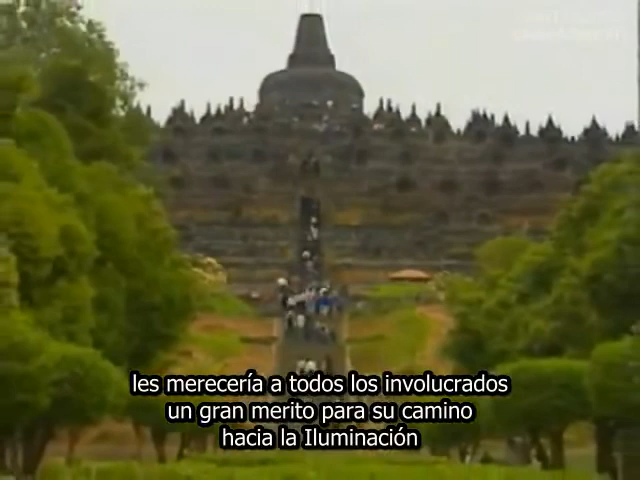 les merecería a todos los involucrados
un gran merito para su camino
hacia la Iluminación